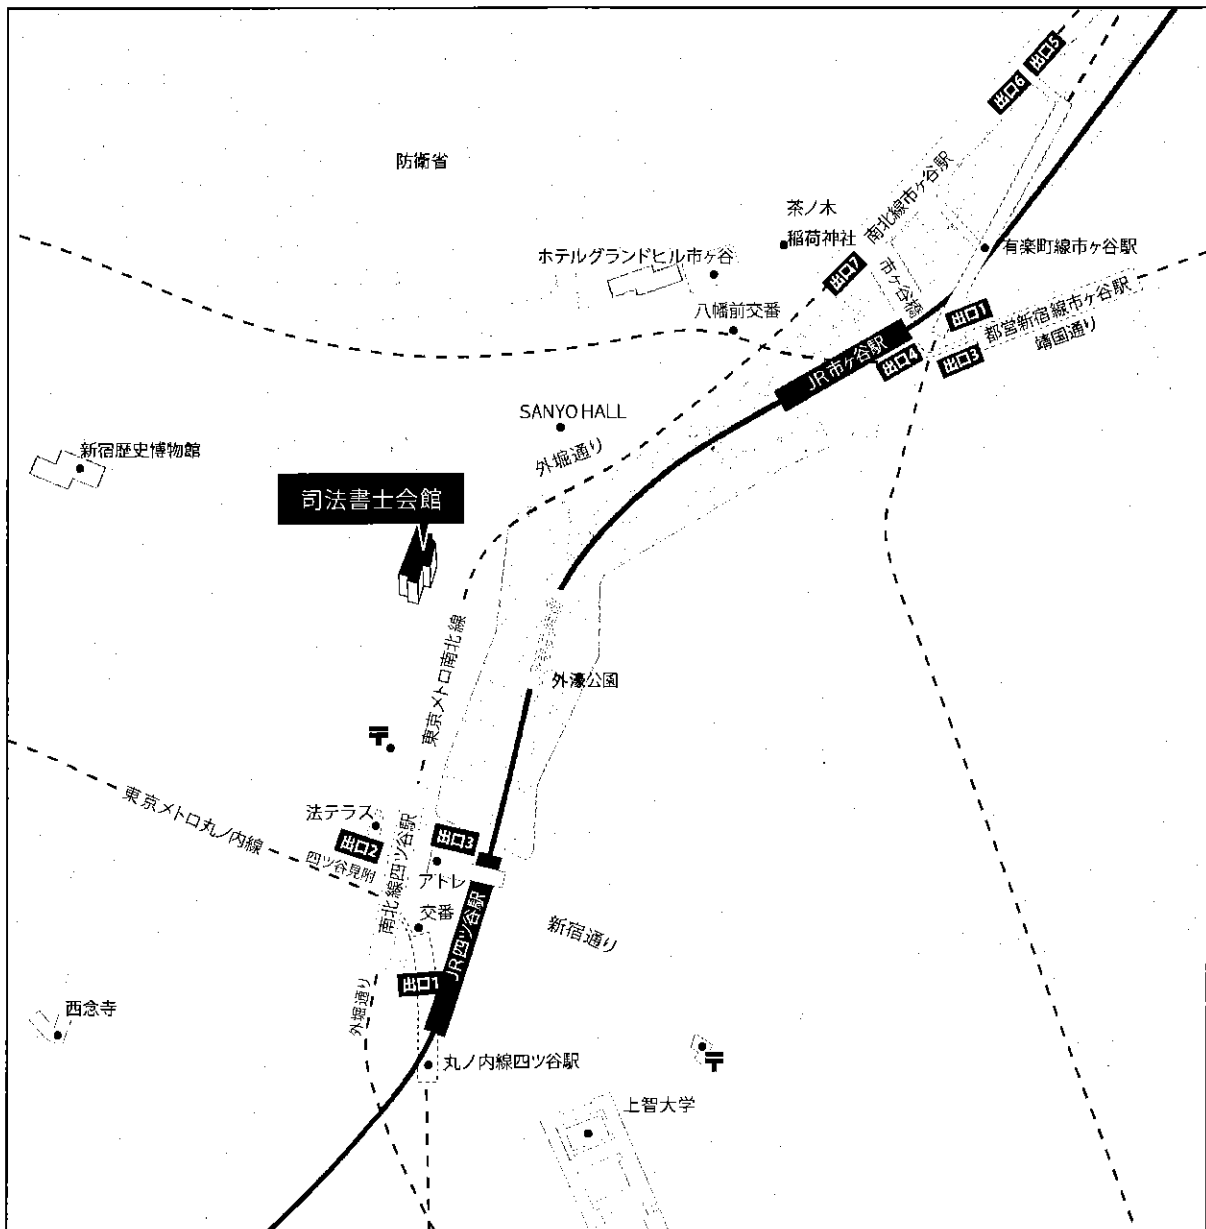 出口5
出口6
防衛省
南北線市ヶ谷駅
茶ノ木
稲荷神社
有楽町線市ヶ谷駅
ホテルグランドヒル市ヶ谷
出口7
市ヶ谷橋
八幡前交番
出口1
都営新宿線市ヶ谷駅
靖国通り
JR市ヶ谷駅
出口4
出口3
SANYO HALL
外堀通り
新宿歴史博物館
司法書士会館
東京メトロ南北線
外濠公園
〒
東京メトロ丸ノ内線
法テラス
出口2
四ツ谷見附
南北線四ツ谷駅
出口3
アトレ
交番
JR四ツ谷駅
新宿通り
出口1
外堀通り
西念寺
丸ノ内線四ツ谷駅
〒
上智大学